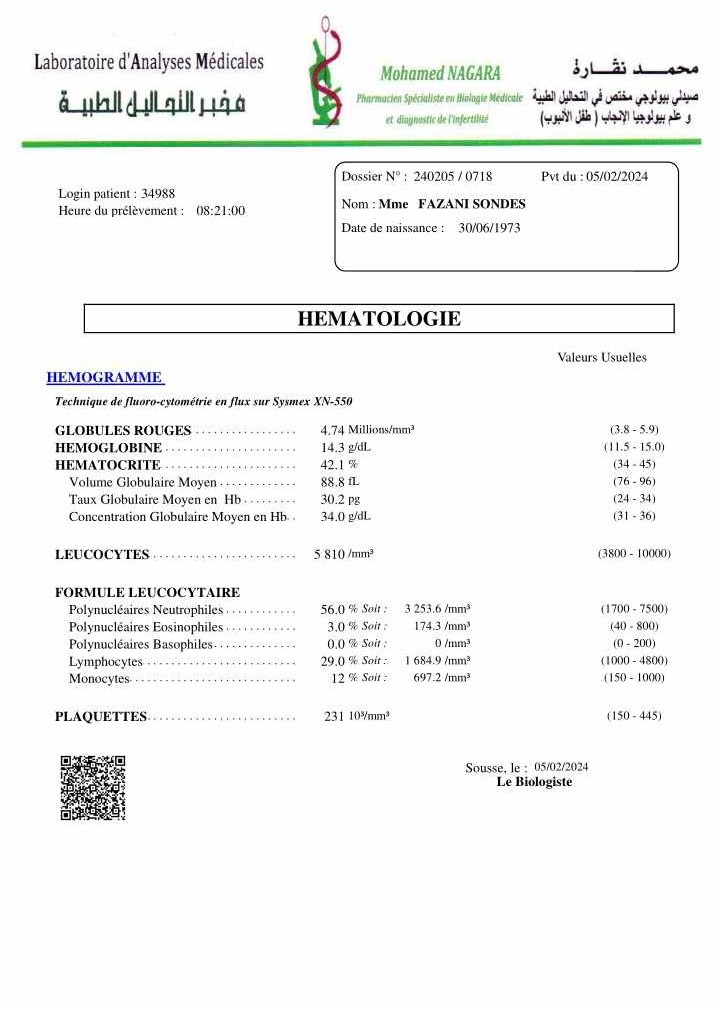 Laboratoire d'Analyses Médicales
مخبر التحاليل الطبية
Mohamed NAGARA
Pharmacien Spécialiste en Biologie Médicale
et diagnostic de l'infertilité
محمـــد نقـــارة
صيدلي بيولوجي مختص في التحاليل الطبية
و علم بيولوجيا الإنجاب ( طفل الأنبوب)
Login patient : 34988
Heure du prélèvement : 08:21:00
Dossier N° : 240205 / 0718 Pvt du : 05/02/2024
Nom : Mme FAZANI SONDES
Date de naissance : 30/06/1973
HEMATOLOGIE
Valeurs Usuelles
HEMOGRAMME
Technique de fluoro-cytométrie en flux sur Sysmex XN-550
GLOBULES ROUGES . . . . . . . . . . . . . . . . . 4.74 Millions/mm³ (3.8 - 5.9)
HEMOGLOBINE . . . . . . . . . . . . . . . . . . . . . . 14.3 g/dL (11.5 - 15.0)
HEMATOCRITE . . . . . . . . . . . . . . . . . . . . . . 42.1 % (34 - 45)
Volume Globulaire Moyen . . . . . . . . . . . . . 88.8 fL (76 - 96)
Taux Globulaire Moyen en Hb . . . . . . . . . 30.2 pg (24 - 34)
Concentration Globulaire Moyen en Hb. . 34.0 g/dL (31 - 36)
LEUCOCYTES . . . . . . . . . . . . . . . . . . . . . . . . 5 810 /mm³ (3800 - 10000)
FORMULE LEUCOCYTAIRE
Polynucléaires Neutrophiles . . . . . . . . . . . . 56.0 % Soit : 3 253.6 /mm³ (1700 - 7500)
Polynucléaires Eosinophiles . . . . . . . . . . . . 3.0 % Soit : 174.3 /mm³ (40 - 800)
Polynucléaires Basophiles. . . . . . . . . . . . . . 0.0 % Soit : 0 /mm³ (0 - 200)
Lymphocytes . . . . . . . . . . . . . . . . . . . . . . . . . 29.0 % Soit : 1 684.9 /mm³ (1000 - 4800)
Monocytes. . . . . . . . . . . . . . . . . . . . . . . . . . . . 12 % Soit : 697.2 /mm³ (150 - 1000)
PLAQUETTES. . . . . . . . . . . . . . . . . . . . . . . . . 231 10³/mm³ (150 - 445)
Sousse, le : 05/02/2024
Le Biologiste